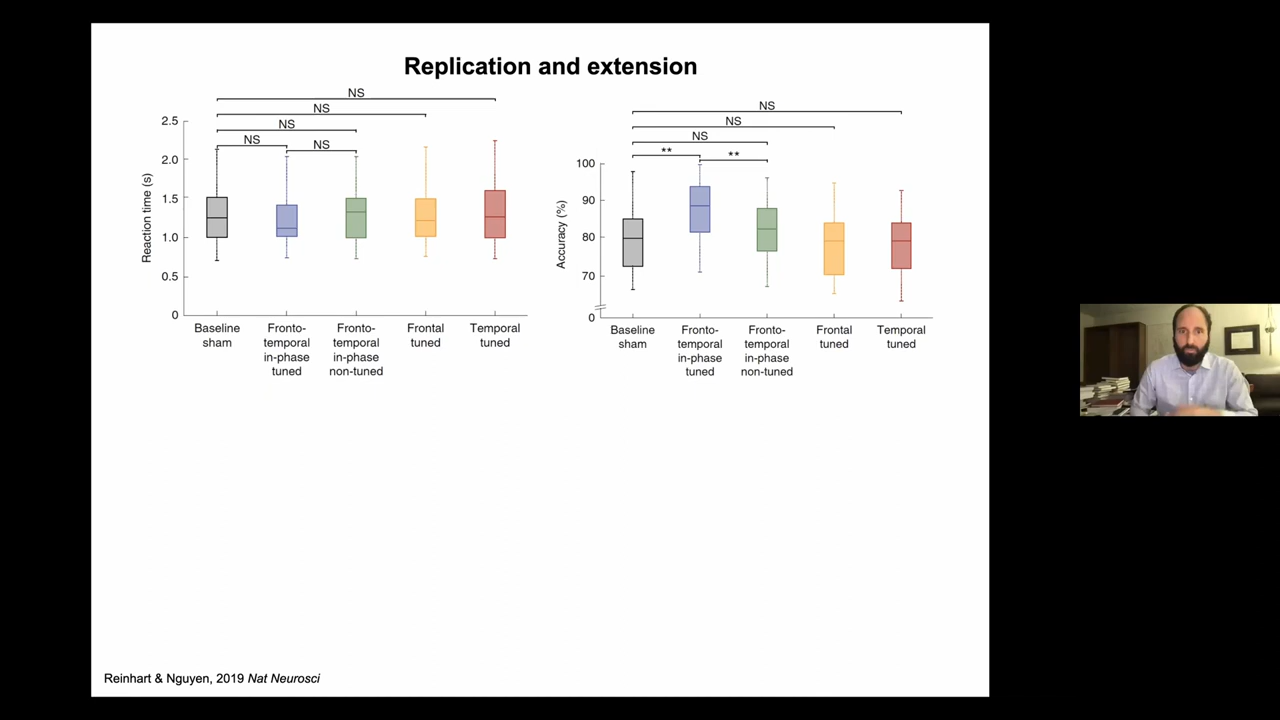 Replication and extension
NS
NS
NS
NS
NS
2.5
2.0
1.5
1.0
0.5
0
Reaction time (s)
Baseline
sham
Fronto-
temporal
in-phase
tuned
Fronto-
temporal
in-phase
non-tuned
Frontal
tuned
Temporal
tuned
NS
NS
NS
**
**
100
90
80
70
0
Accuracy (%)
Baseline
sham
Fronto-
temporal
in-phase
tuned
Fronto-
temporal
in-phase
non-tuned
Frontal
tuned
Temporal
tuned
Reinhart & Nguyen, 2019 Nat Neurosci